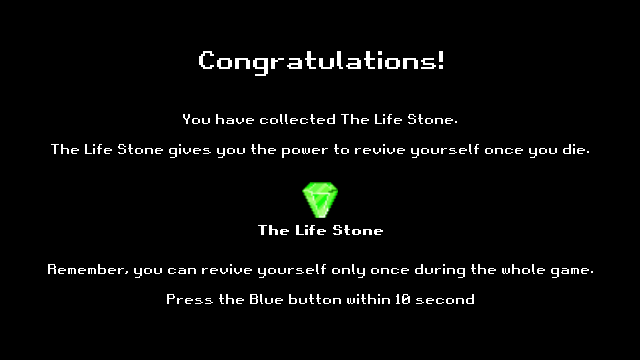 Congratulations!
You have collected The Life Stone.
The Life Stone gives you the power to revive yourself once you die.
The Life Stone
Remember, you can revive yourself only once during the whole game.
Press the Blue button within 10 second